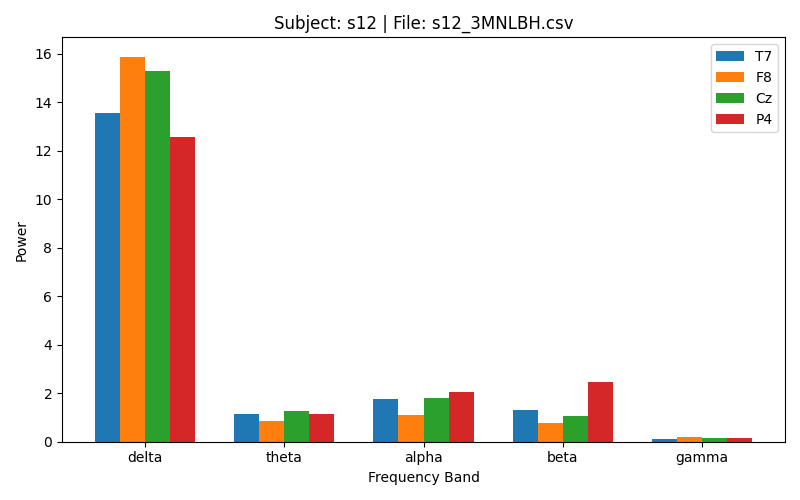 Subject: s12 | File: s12_3MNLBH.csv
T7
F8
Cz
P4
Power
16
14
12
10
8
6
4
2
0
delta theta alpha beta gamma
Frequency Band